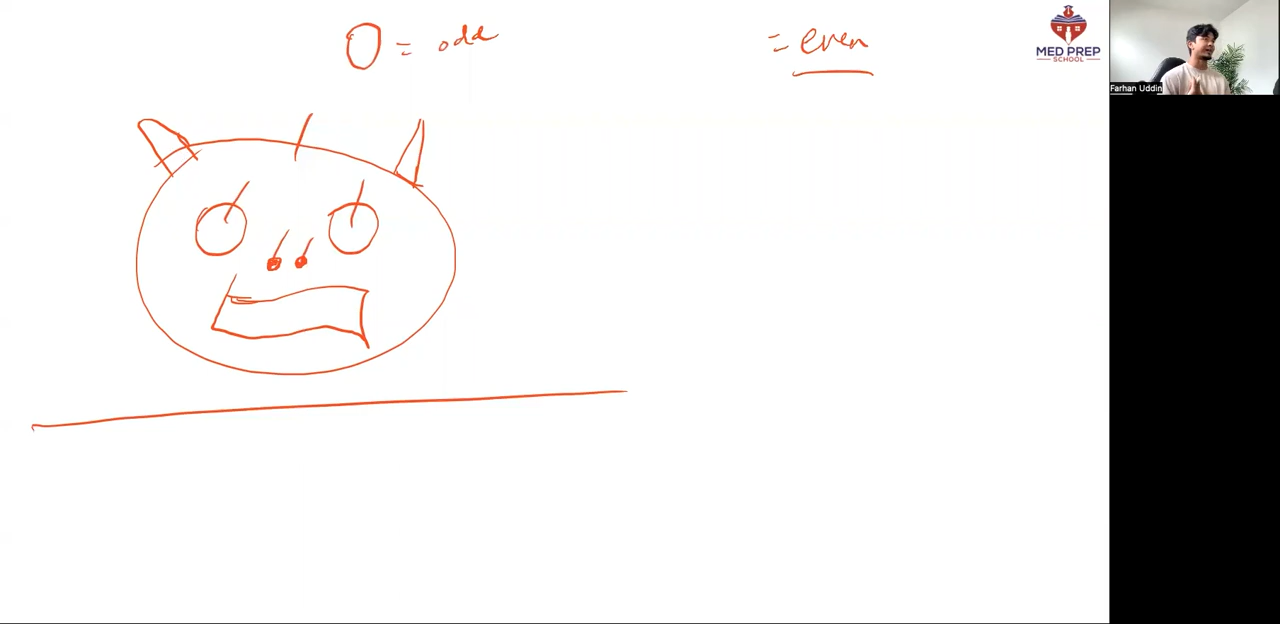 O = odd
= even
MED PREP
SCHOOL
Farhan Uddin